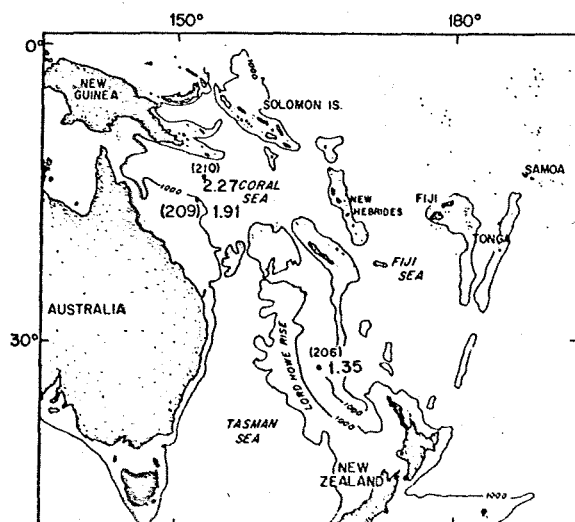 150°
180°
0°
NEW
GUINEA
1000
SOLOMON IS.
(210)
2.27 CORAL
SEA
1000
(209) 1.91
NEW
HEBRIDES
FIJI
SAMOA
TONGA
FIJI
SEA
AUSTRALIA
30°
LORD HOWE RISE
(206)
1.35
1000
1000
TASMAN
SEA
NEW
ZEALAND
1000